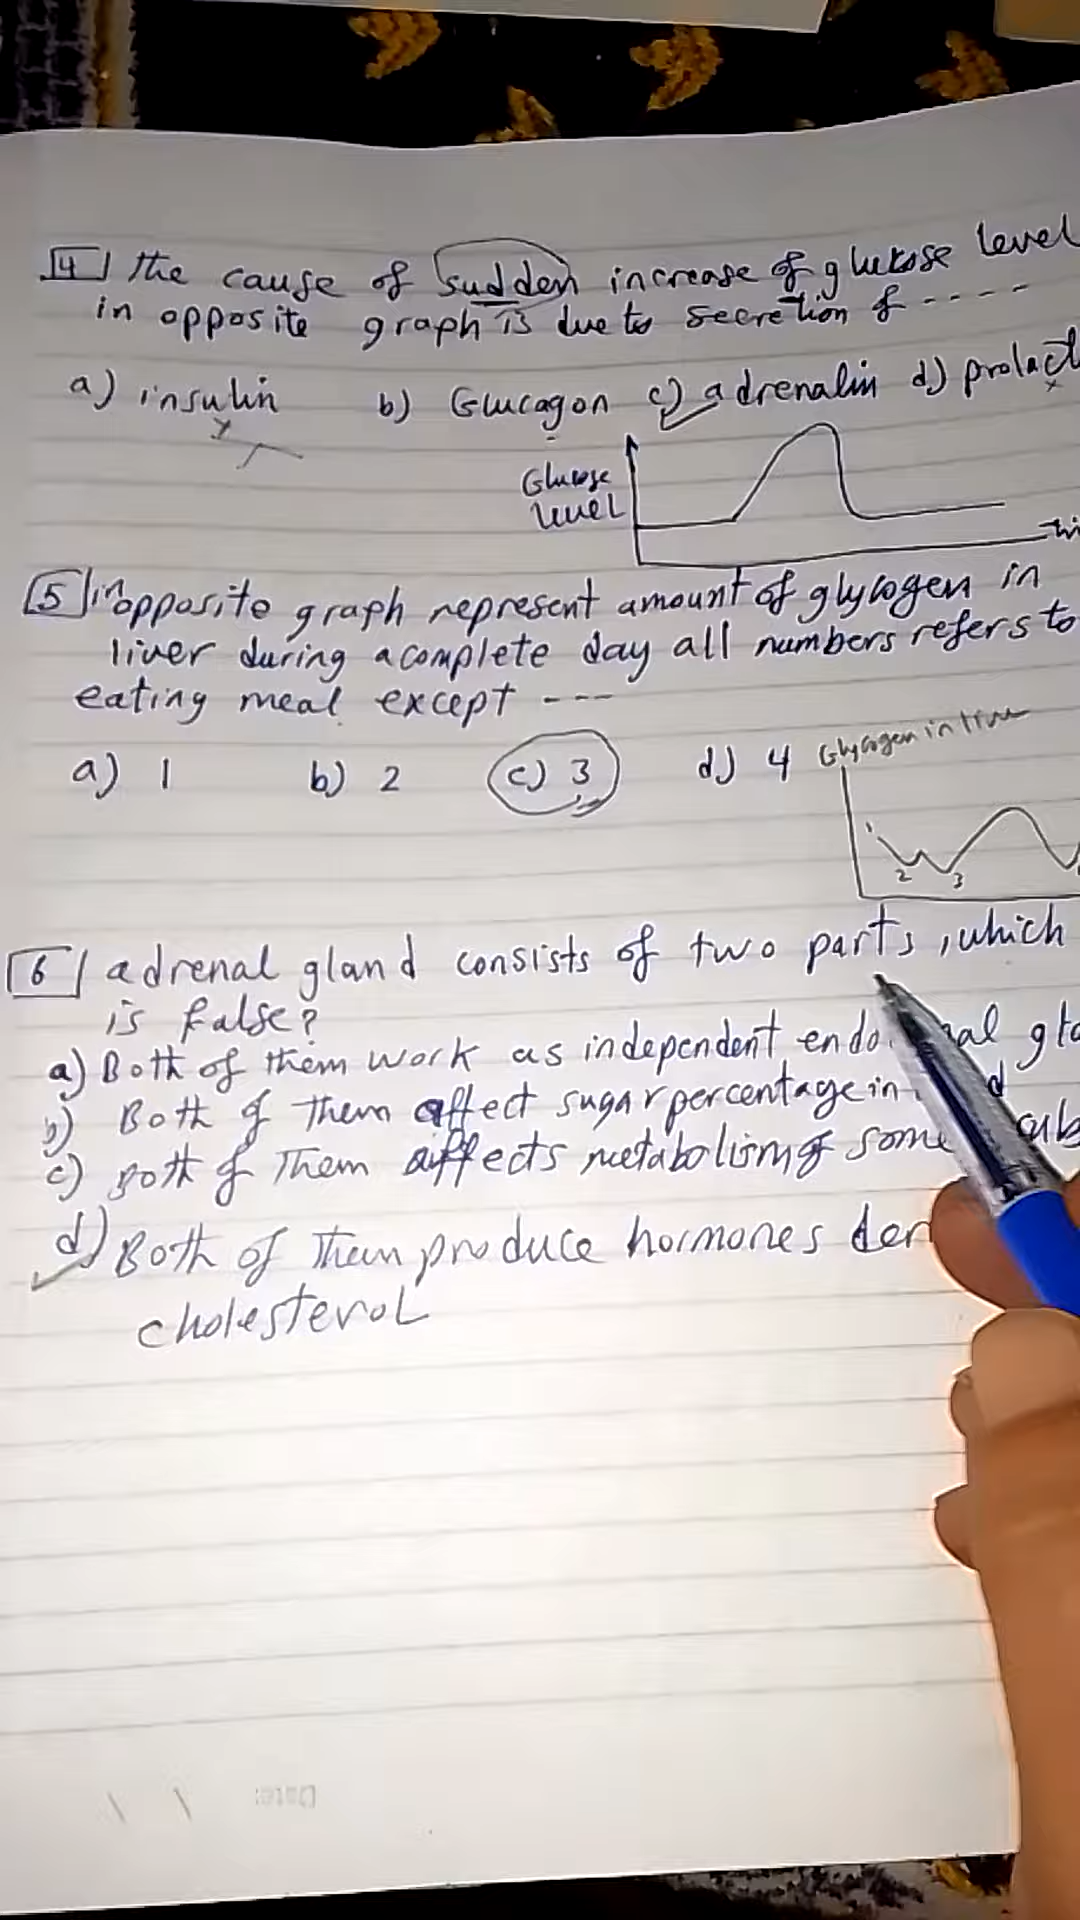 4 the cause of sudden increase of glucose level
in opposite graph is due to secretion of ----
a) insulin b) Glucagon c) adrenalin d) prolact
Glucose
level
5 in opposite graph represent amount of glycogen in
liver during a complete day all numbers refers to
eating meal except ---
a) 1 b) 2 c) 3 d) 4 Glycogen in
1
2
3
6 adrenal gland consists of two parts, which
is false?
a) Both of them work as independent
b) Both of them affect sugar percentage in
c) Both of them affects metabolism of some
d) Both of them produce hormones
cholesterol
Date: